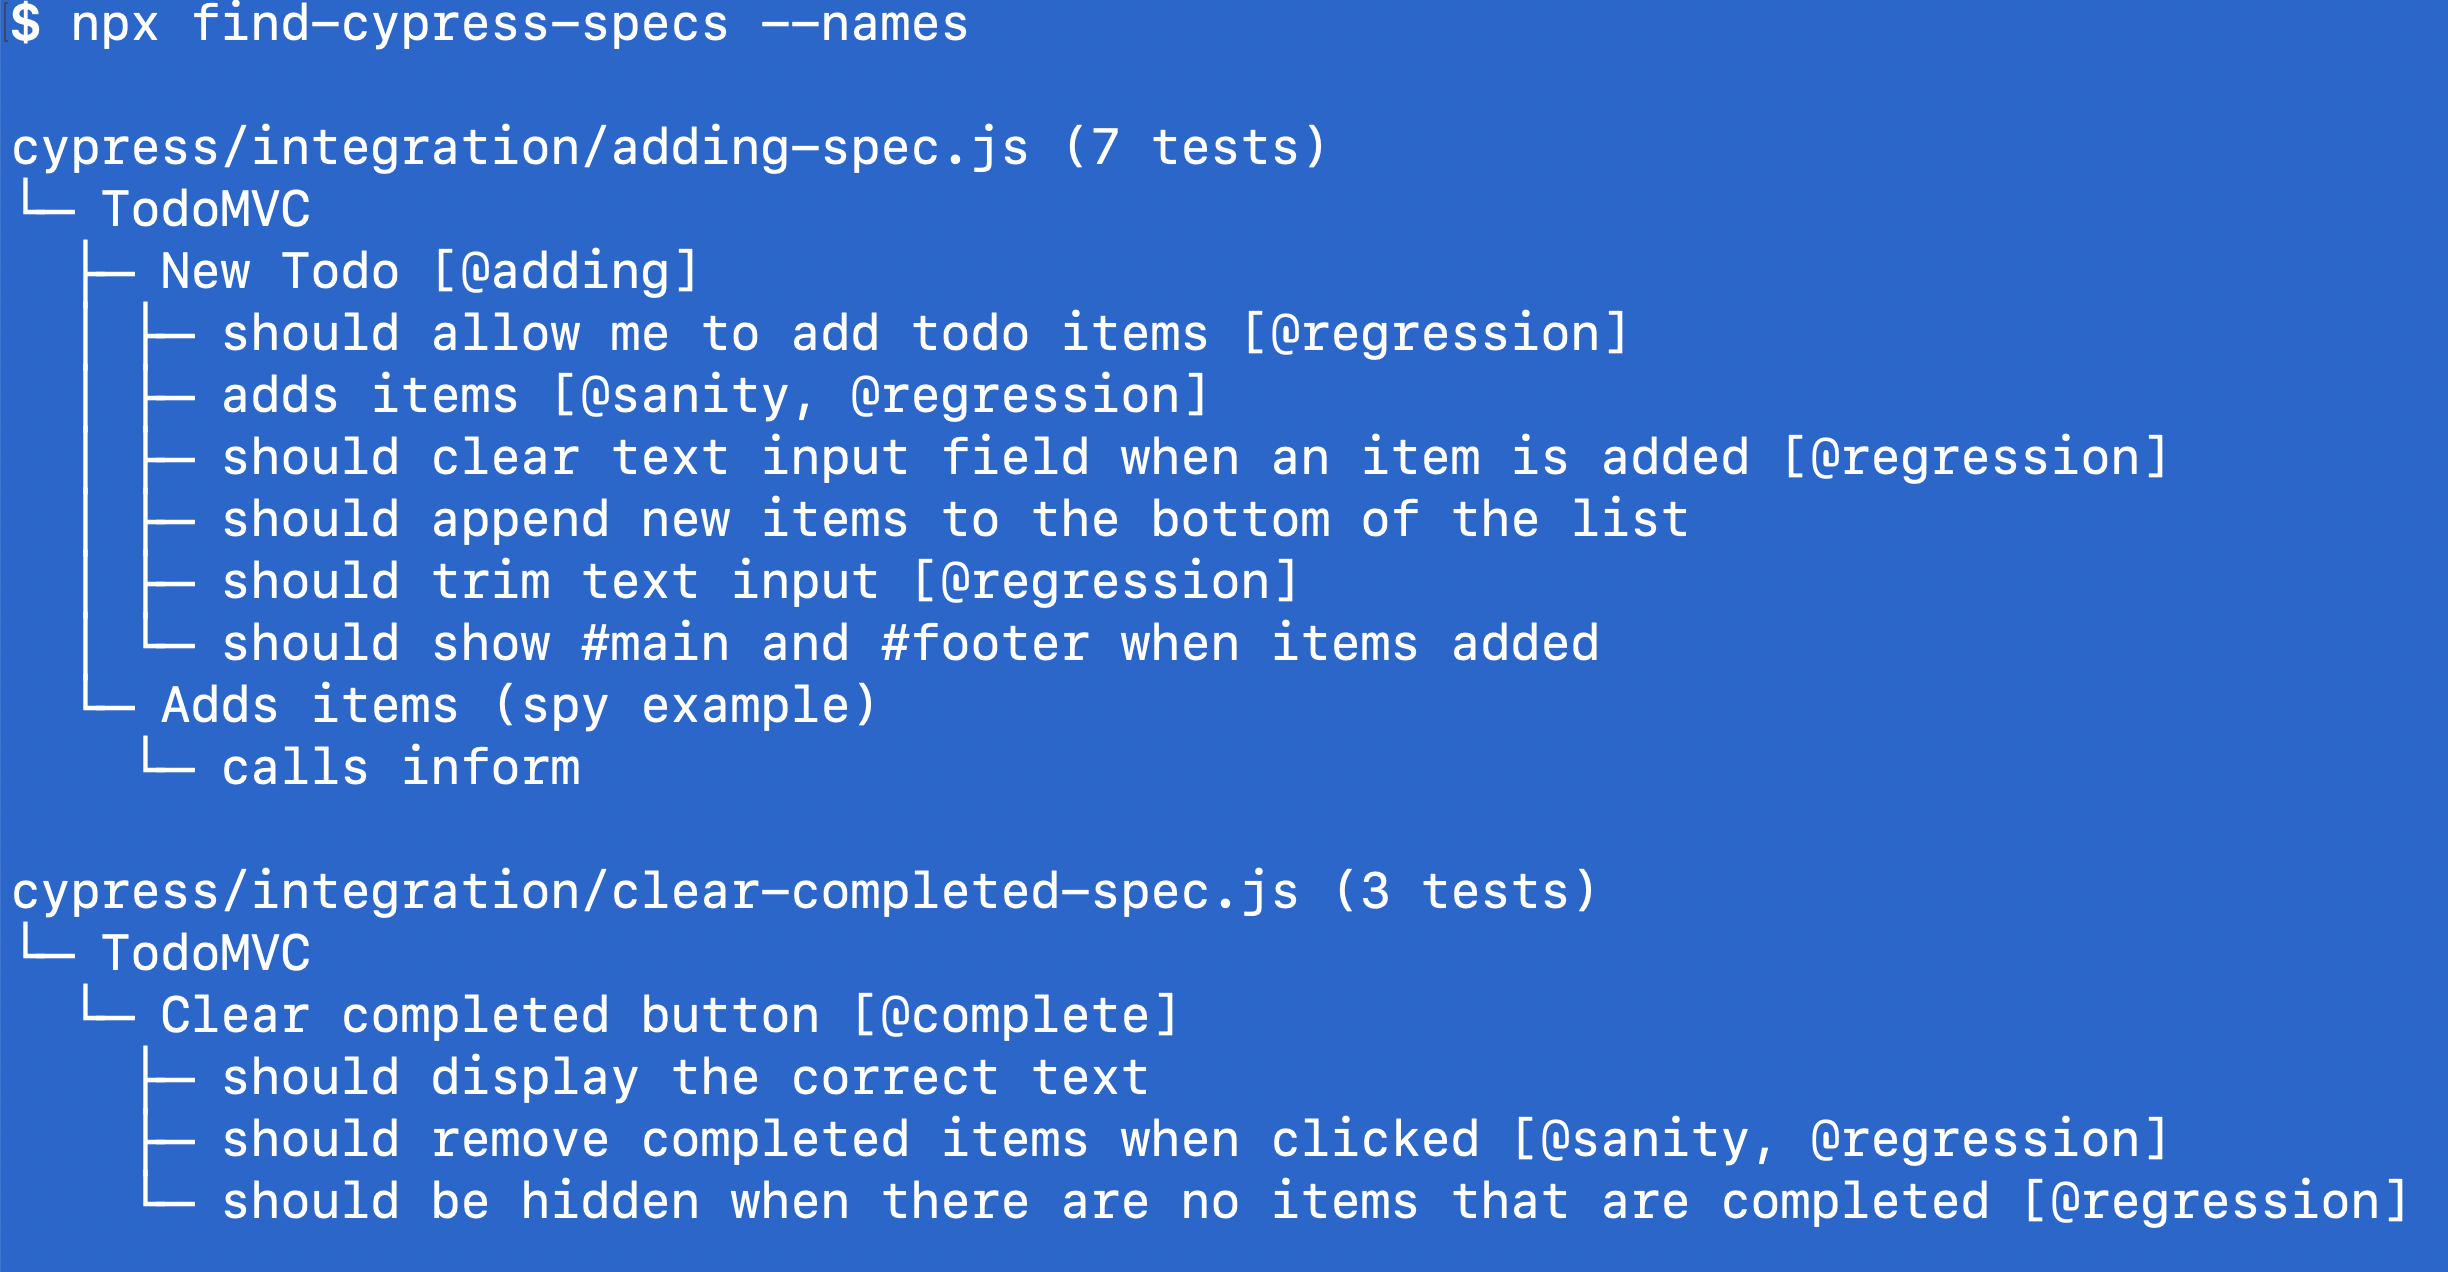 $ npx find-cypress-specs --names

cypress/integration/adding-spec.js (7 tests)
└─ TodoMVC
   ├─ New Todo [@adding]
   │  ├─ should allow me to add todo items [@regression]
   │  ├─ adds items [@sanity, @regression]
   │  ├─ should clear text input field when an item is added [@regression]
   │  ├─ should append new items to the bottom of the list
   │  ├─ should trim text input [@regression]
   │  └─ should show #main and #footer when items added
   └─ Adds items (spy example)
      └─ calls inform

cypress/integration/clear-completed-spec.js (3 tests)
└─ TodoMVC
   └─ Clear completed button [@complete]
      ├─ should display the correct text
      ├─ should remove completed items when clicked [@sanity, @regression]
      └─ should be hidden when there are no items that are completed [@regression]